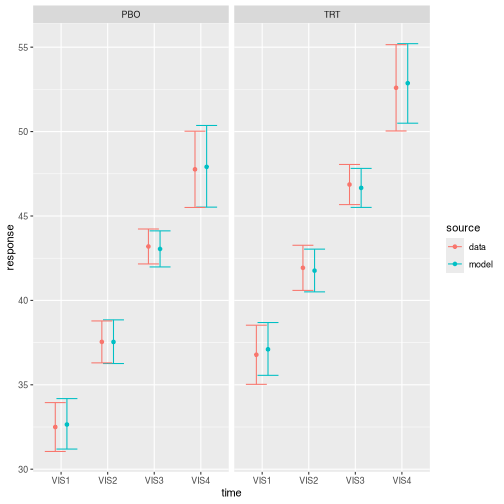 PBO TRT
response
55
50
45
40
35
30
VIS1 VIS2 VIS3 VIS4 VIS1 VIS2 VIS3 VIS4
time
source
data
model